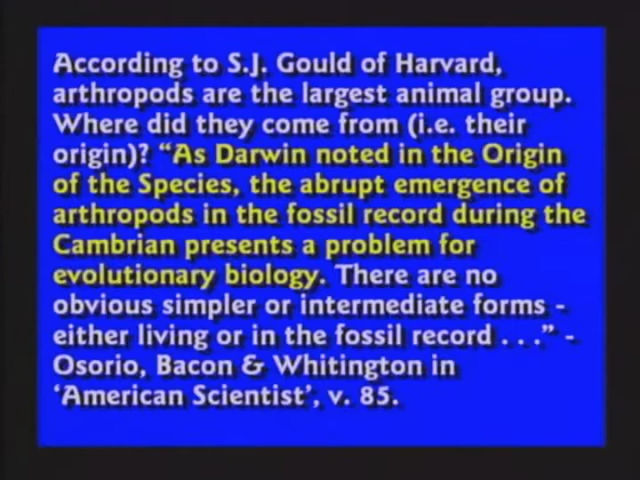 According to S.J. Gould of Harvard,
arthropods are the largest animal group.
Where did they come from (i.e. their
origin)? “As Darwin noted in the Origin
of the Species, the abrupt emergence of
arthropods in the fossil record during the
Cambrian presents a problem for
evolutionary biology. There are no
obvious simpler or intermediate forms -
either living or in the fossil record . . .” -
Osorio, Bacon & Whitington in
‘American Scientist’, v. 85.